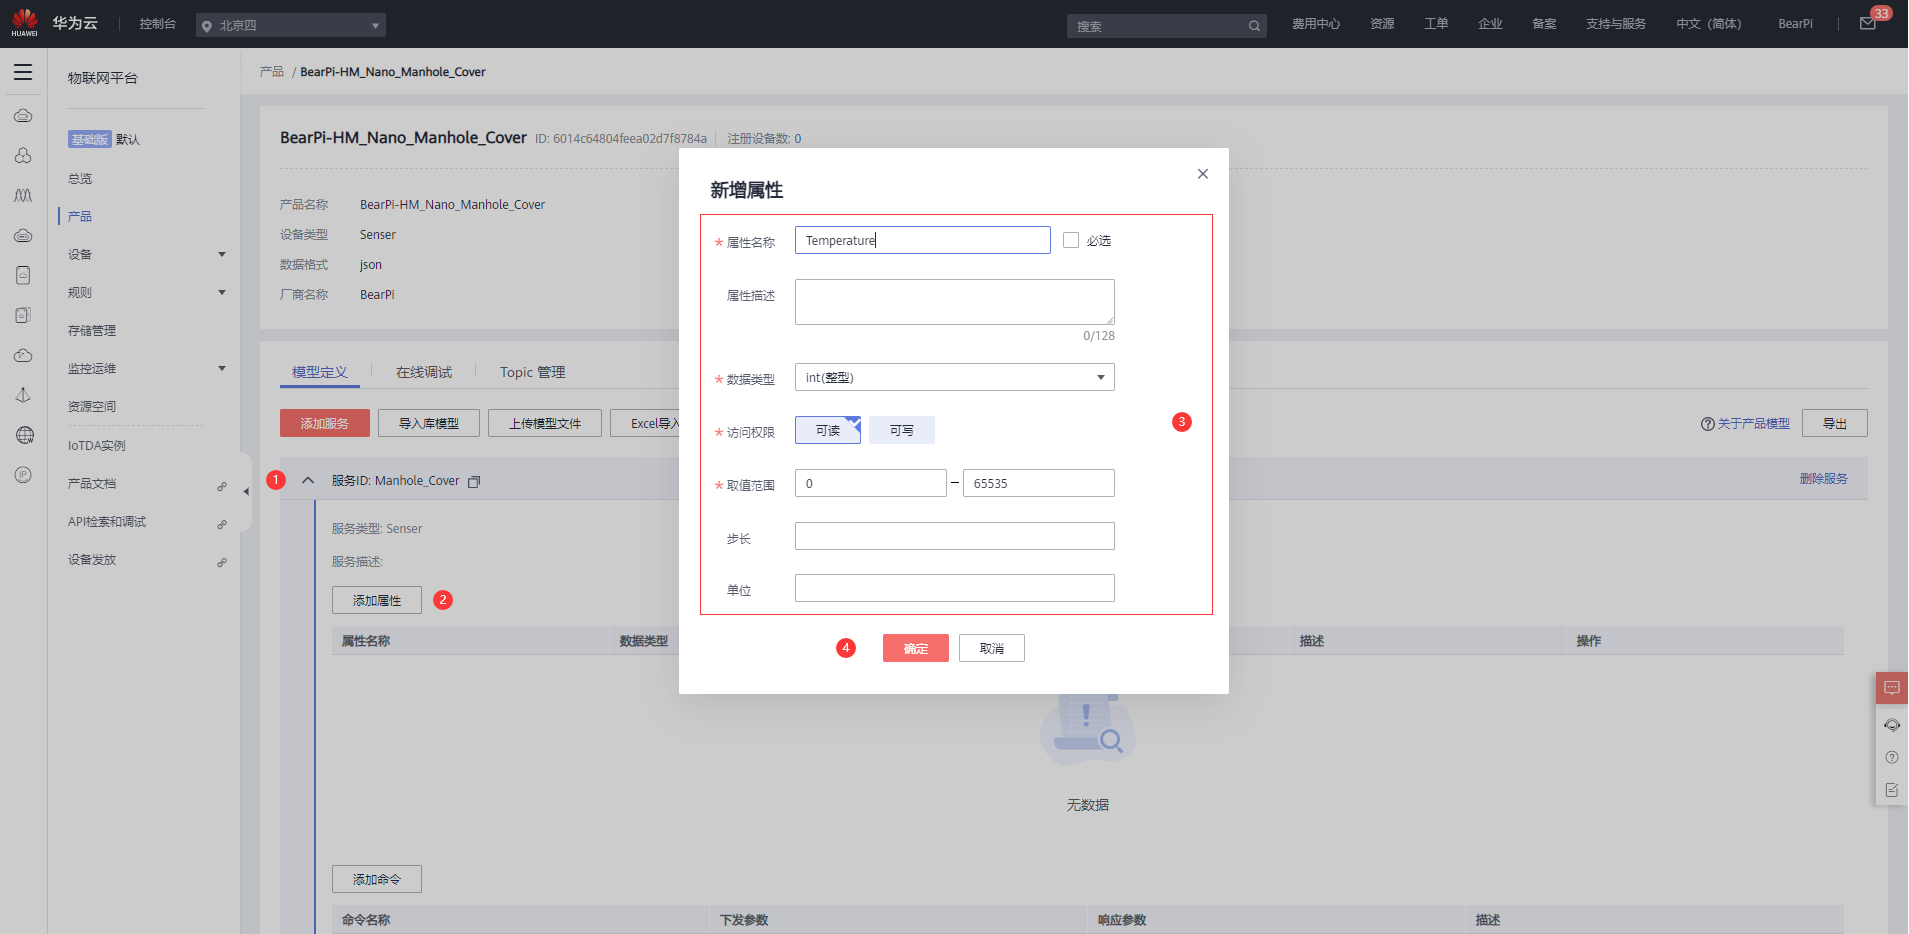 HUAWEI
华为云
控制台
北京四
搜索
费用中心
资源
工单
企业
备案
支持与服务
中文（简体）
BearPi
33
物联网平台
基础版 默认
总览
产品
设备
规则
存储管理
监控运维
资源空间
IoTDA实例
产品文档
API检索和调试
设备发放
IP
产品 / BearPi-HM_Nano_Manhole_Cover
BearPi-HM_Nano_Manhole_Cover ID: 6014c64804feea02d7f8784a 注册设备数: 0
产品名称 BearPi-HM_Nano_Manhole_Cover
设备类型 Senser
数据格式 json
厂商名称 BearPi
模型定义 在线调试 Topic 管理
添加服务 导入库模型 上传模型文件 Excel导入
关于产品模型 导出
1 服务ID: Manhole_Cover 删除服务
服务类型: Senser
服务描述:
添加属性 2
属性名称 数据类型 描述 操作
无数据
添加命令
命令名称 下发参数 响应参数 描述
新增属性
* 属性名称 Temperature 必选
属性描述
0/128
* 数据类型 int(整型)
* 访问权限 可读 可写
3
* 取值范围 0 – 65535
步长
单位
4 确定 取消